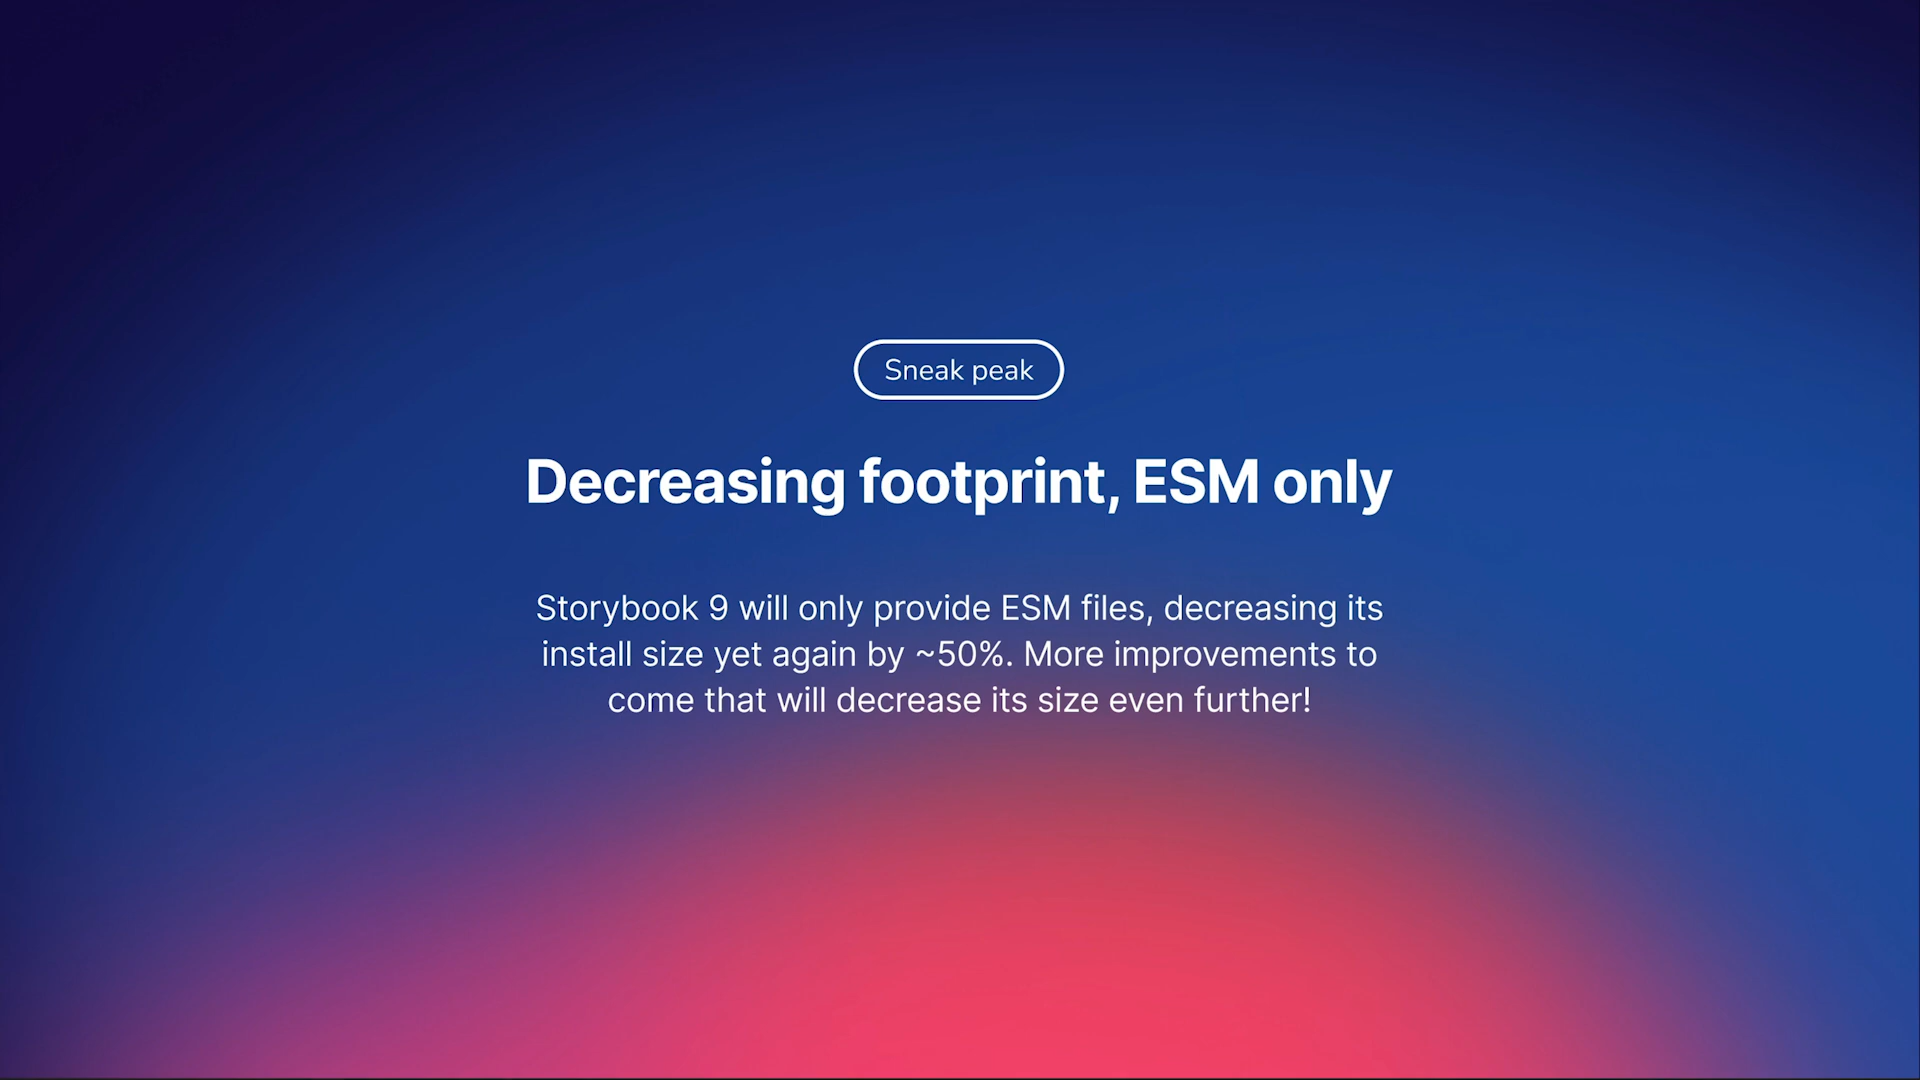 Sneak peak
Decreasing footprint, ESM only
Storybook 9 will only provide ESM files, decreasing its
install size yet again by ~50%. More improvements to
come that will decrease its size even further!